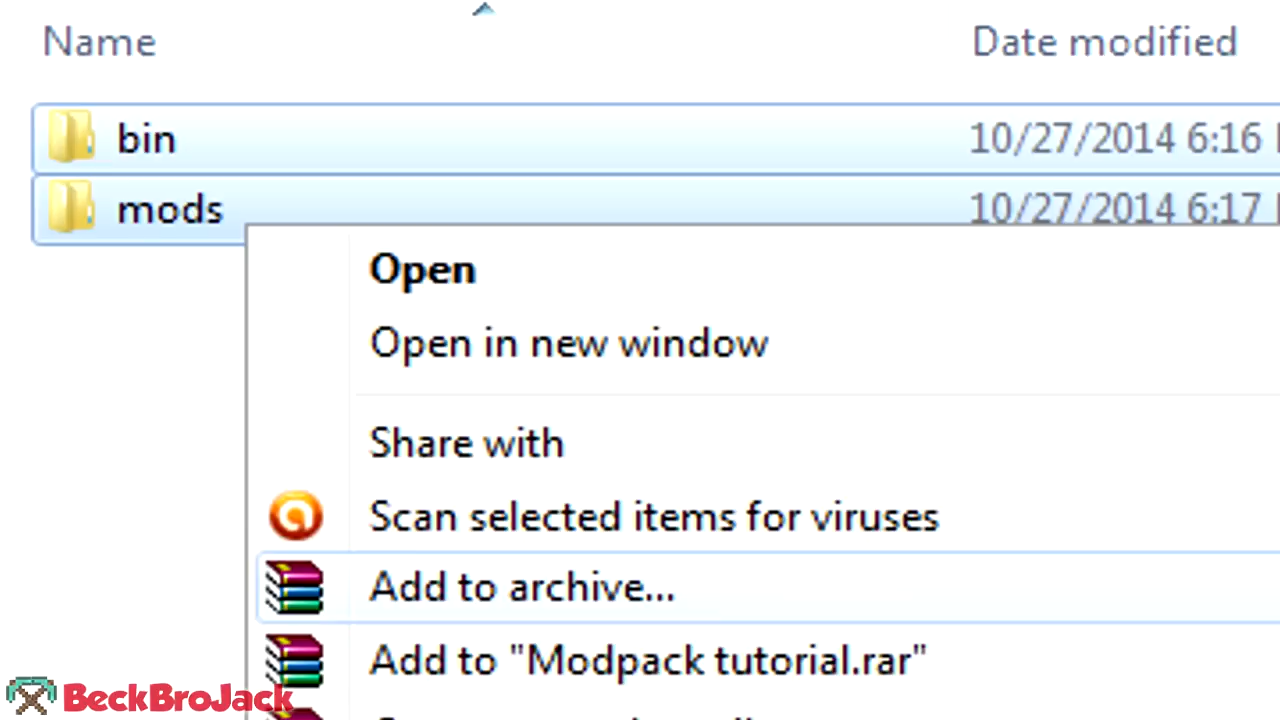 Name Date modified
bin 10/27/2014 6:16
mods 10/27/2014 6:17
Open
Open in new window
Share with
Scan selected items for viruses
Add to archive...
Add to "Modpack tutorial.rar"
BeckBroJack